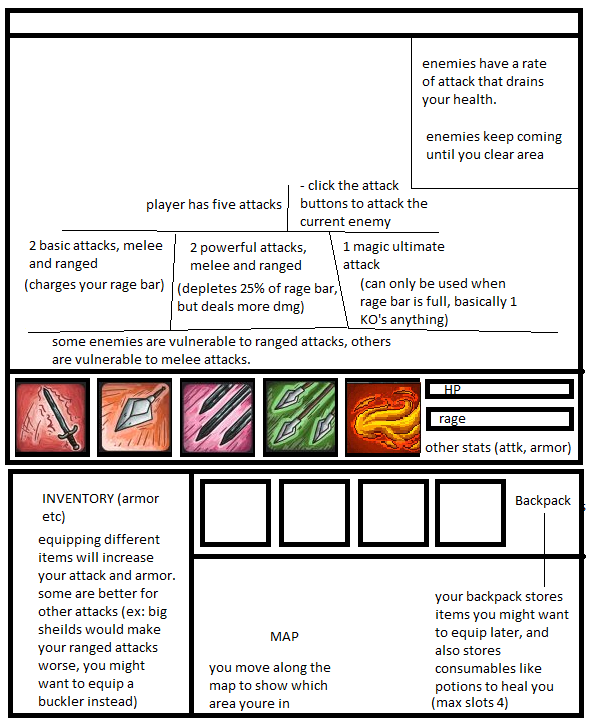 enemies have a rate
of attack that drains
your health.
enemies keep coming
until you clear area
player has five attacks
- click the attack
buttons to attack the
current enemy
2 basic attacks, melee
and ranged
(charges your rage bar)
2 powerful attacks,
melee and ranged
(depletes 25% of rage bar,
but deals more dmg)
1 magic ultimate
attack
(can only be used when
rage bar is full, basically 1
KO's anything)
some enemies are vulnerable to ranged attacks, others
are vulnerable to melee attacks.
HP
rage
other stats (attk, armor)
INVENTORY (armor
etc)
equipping different
items will increase
your attack and armor.
some are better for
other attacks (ex: big
sheilds would make
your ranged attacks
worse, you might
want to equip a
buckler instead)
Backpack
your backpack stores
items you might want
to equip later, and
also stores
consumables like
potions to heal you
(max slots 4)
MAP
you move along the
map to show which
area youre in